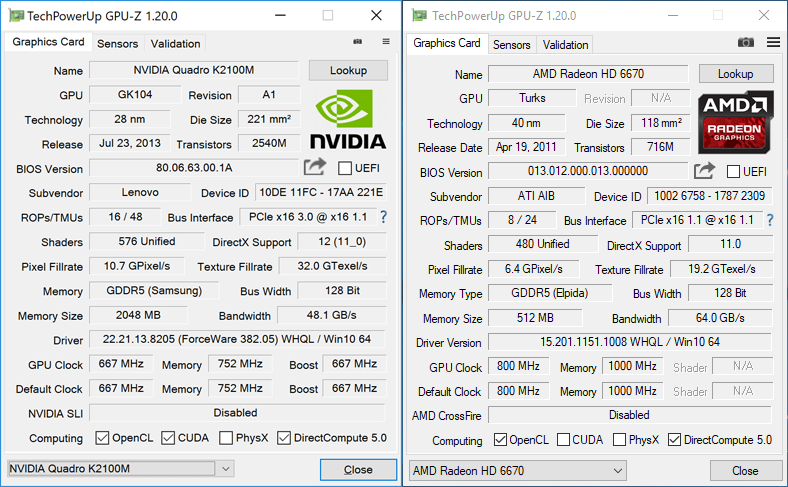 TechPowerUp GPU-Z 1.20.0
Graphics Card Sensors Validation
Name NVIDIA Quadro K2100M Lookup
GPU GK104 Revision A1
Technology 28 nm Die Size 221 mm²
Release Jul 23, 2013 Transistors 2540M
NVIDIA
BIOS Version 80.06.63.00.1A UEFI
Subvendor Lenovo Device ID 10DE 11FC - 17AA 221E
ROPs/TMUs 16 / 48 Bus Interface PCIe x16 3.0 @ x16 1.1 ?
Shaders 576 Unified DirectX Support 12 (11_0)
Pixel Fillrate 10.7 GPixel/s Texture Fillrate 32.0 GTexel/s
Memory GDDR5 (Samsung) Bus Width 128 Bit
Memory Size 2048 MB Bandwidth 48.1 GB/s
Driver 22.21.13.8205 (ForceWare 382.05) WHQL / Win10 64
GPU Clock 667 MHz Memory 752 MHz Boost 667 MHz
Default Clock 667 MHz Memory 752 MHz Boost 667 MHz
NVIDIA SLI Disabled
Computing OpenCL CUDA PhysX DirectCompute 5.0
NVIDIA Quadro K2100M Close
TechPowerUp GPU-Z 1.20.0
Graphics Card Sensors Validation
Name AMD Radeon HD 6670 Lookup
GPU Turks Revision N/A
AMD
RADEON
GRAPHICS
Technology 40 nm Die Size 118 mm²
Release Date Apr 19, 2011 Transistors 716M
BIOS Version 013.012.000.013.000000 UEFI
Subvendor ATI AIB Device ID 1002 6758 - 1787 2309
ROPs/TMUs 8 / 24 Bus Interface PCIe x16 1.1 @ x16 1.1 ?
Shaders 480 Unified DirectX Support 11.0
Pixel Fillrate 6.4 GPixel/s Texture Fillrate 19.2 GTexel/s
Memory Type GDDR5 (Elpida) Bus Width 128 Bit
Memory Size 512 MB Bandwidth 64.0 GB/s
Driver Version 15.201.1151.1008 WHQL / Win10 64
GPU Clock 800 MHz Memory 1000 MHz Shader N/A
Default Clock 800 MHz Memory 1000 MHz Shader N/A
AMD CrossFire Disabled
Computing OpenCL CUDA PhysX DirectCompute 5.0
AMD Radeon HD 6670 Close